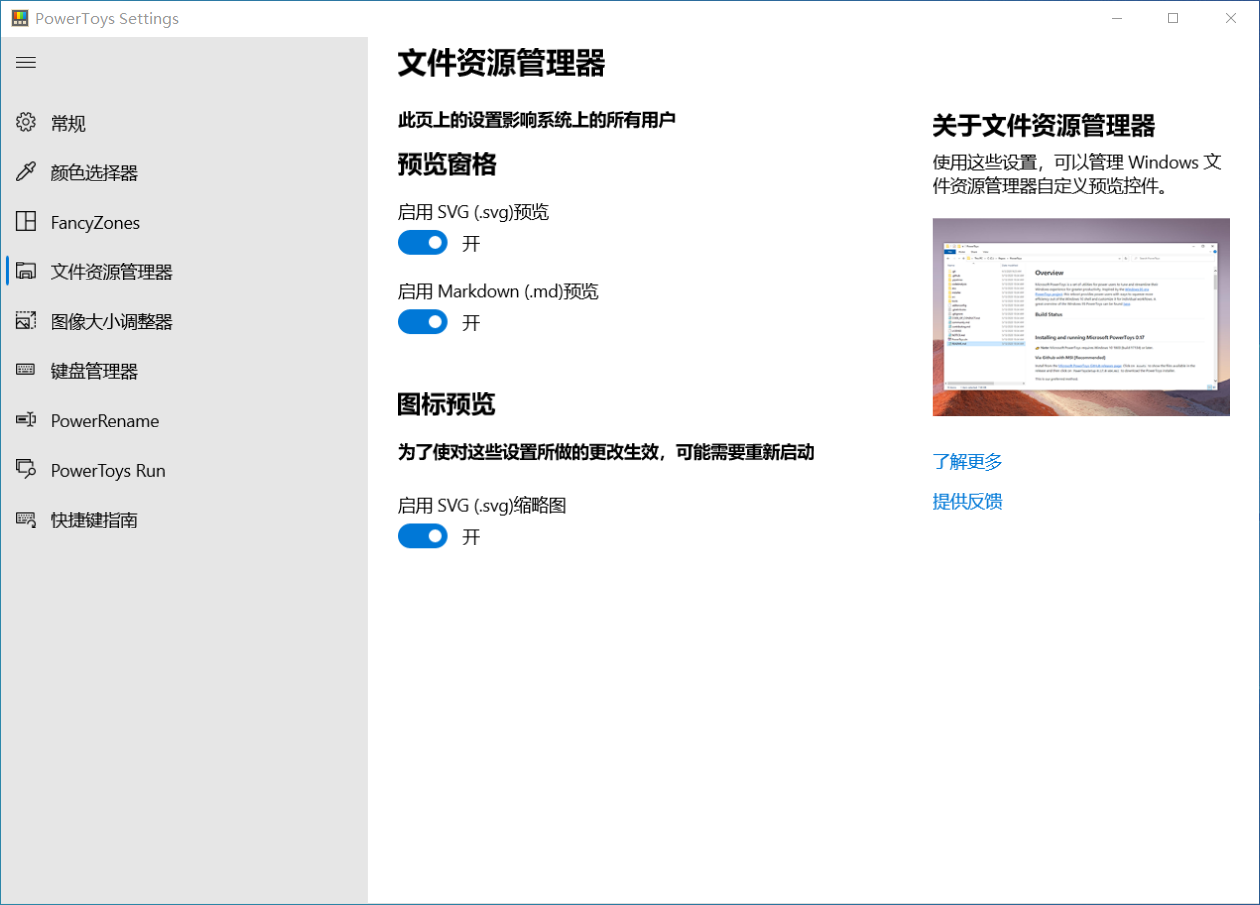 PowerToys Settings
常规
颜色选择器
FancyZones
文件资源管理器
图像大小调整器
键盘管理器
PowerRename
PowerToys Run
快捷键指南
文件资源管理器
此页上的设置影响系统上的所有用户
预览窗格
启用 SVG (.svg)预览
开
启用 Markdown (.md)预览
开
图标预览
为了使对这些设置所做的更改生效，可能需要重新启动
启用 SVG (.svg)缩略图
开
关于文件资源管理器
使用这些设置，可以管理 Windows 文
件资源管理器自定义预览控件。
Overview
Build Status
Installing and running Microsoft PowerToys 0.17
Via Github with MSI [Recommended]
了解更多
提供反馈